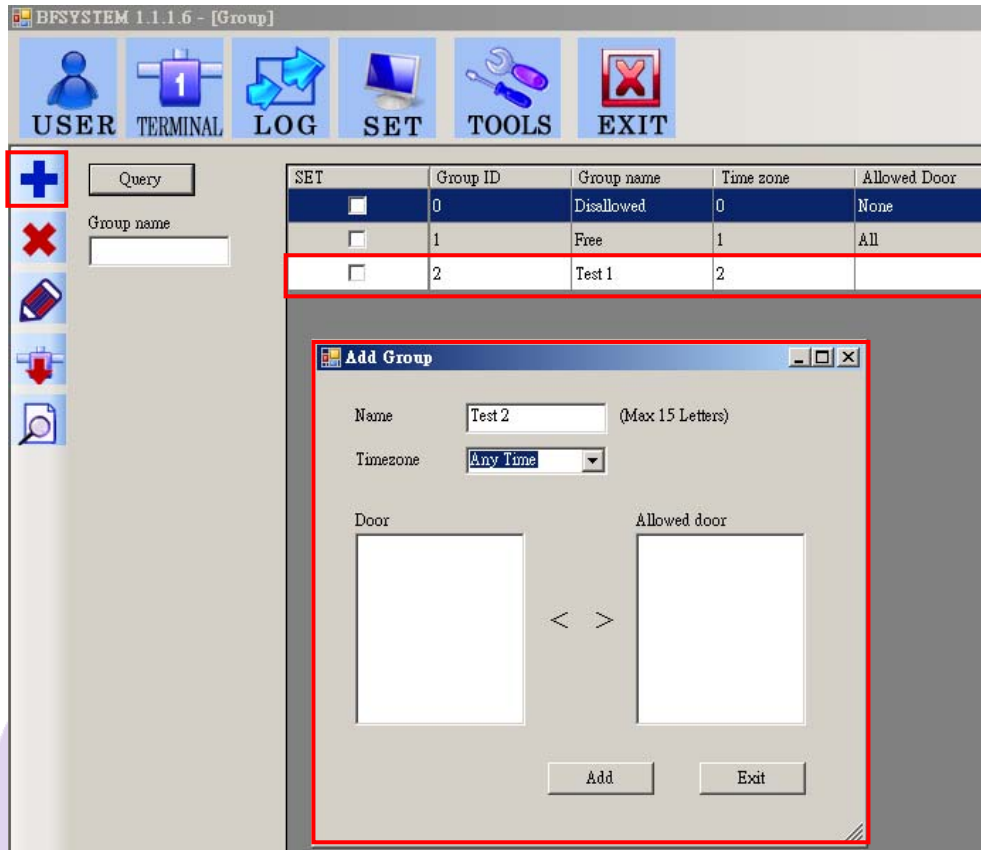 BFSYSTEM 1.1.1.6 - [Group]
USER TERMINAL LOG SET TOOLS EXIT
1
Query
Group name
SET Group ID Group name Time zone Allowed Door
0 Disallowed 0 None
1 Free 1 All
2 Test 1 2
Add Group
Name Test 2 (Max 15 Letters)
Timezone Any Time
Door Allowed door
< >
Add Exit